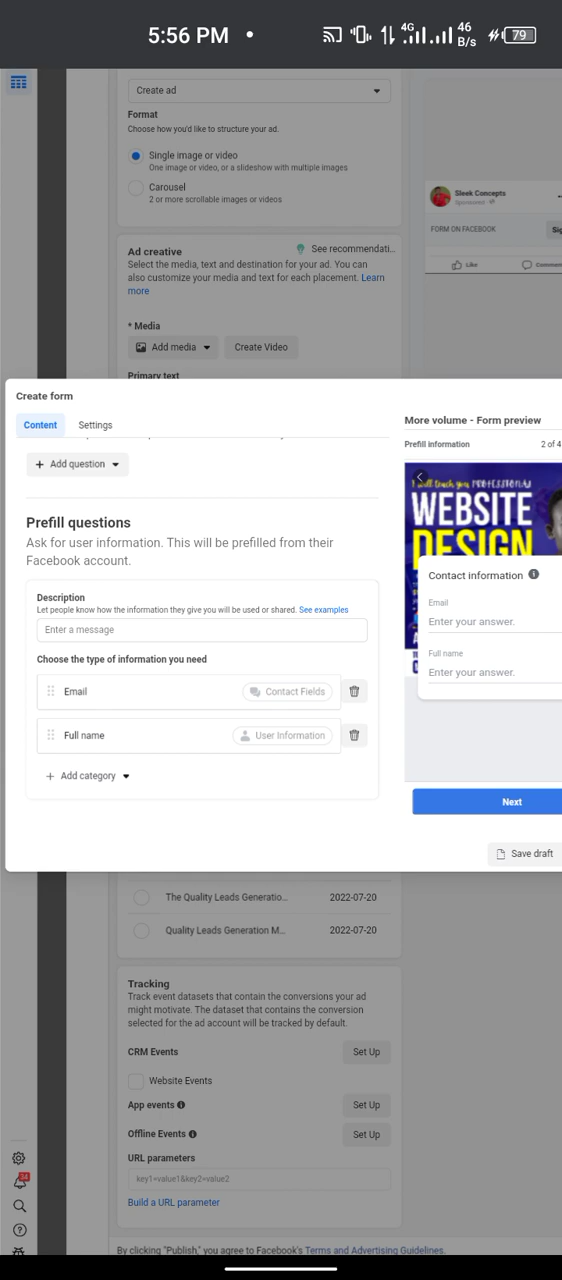 5:56 PM
4G
46
B/s
79
Create ad
Format
Choose how you'd like to structure your ad.
Single image or video
One image or video, or a slideshow with multiple images
Carousel
2 or more scrollable images or videos
Sleek Concepts
Sponsored
FORM ON FACEBOOK
Sig
Like
Comment
Ad creative
See recommendati...
Select the media, text and destination for your ad. You can
also customize your media and text for each placement. Learn
more
* Media
Add media
Create Video
Primary text
Create form
Content
Settings
Add question
Prefill questions
Ask for user information. This will be prefilled from their
Facebook account.
Description
Let people know how the information they give you will be used or shared. See examples
Enter a message
Choose the type of information you need
Email
Contact Fields
Full name
User Information
Add category
More volume - Form preview
Prefill information
2 of 4
I will teach you PROFESSIONAL
WEBSITE
DESIGN
Contact information
Email
Enter your answer.
Full name
Enter your answer.
Next
Save draft
The Quality Leads Generatio...
2022-07-20
Quality Leads Generation M...
2022-07-20
Tracking
Track event datasets that contain the conversions your ad
might motivate. The dataset that contains the conversion
selected for the ad account will be tracked by default.
CRM Events
Set Up
Website Events
App events
Set Up
Offline Events
Set Up
URL parameters
key1=value1&key2=value2
Build a URL parameter
24
By clicking "Publish," you agree to Facebook's Terms and Advertising Guidelines.